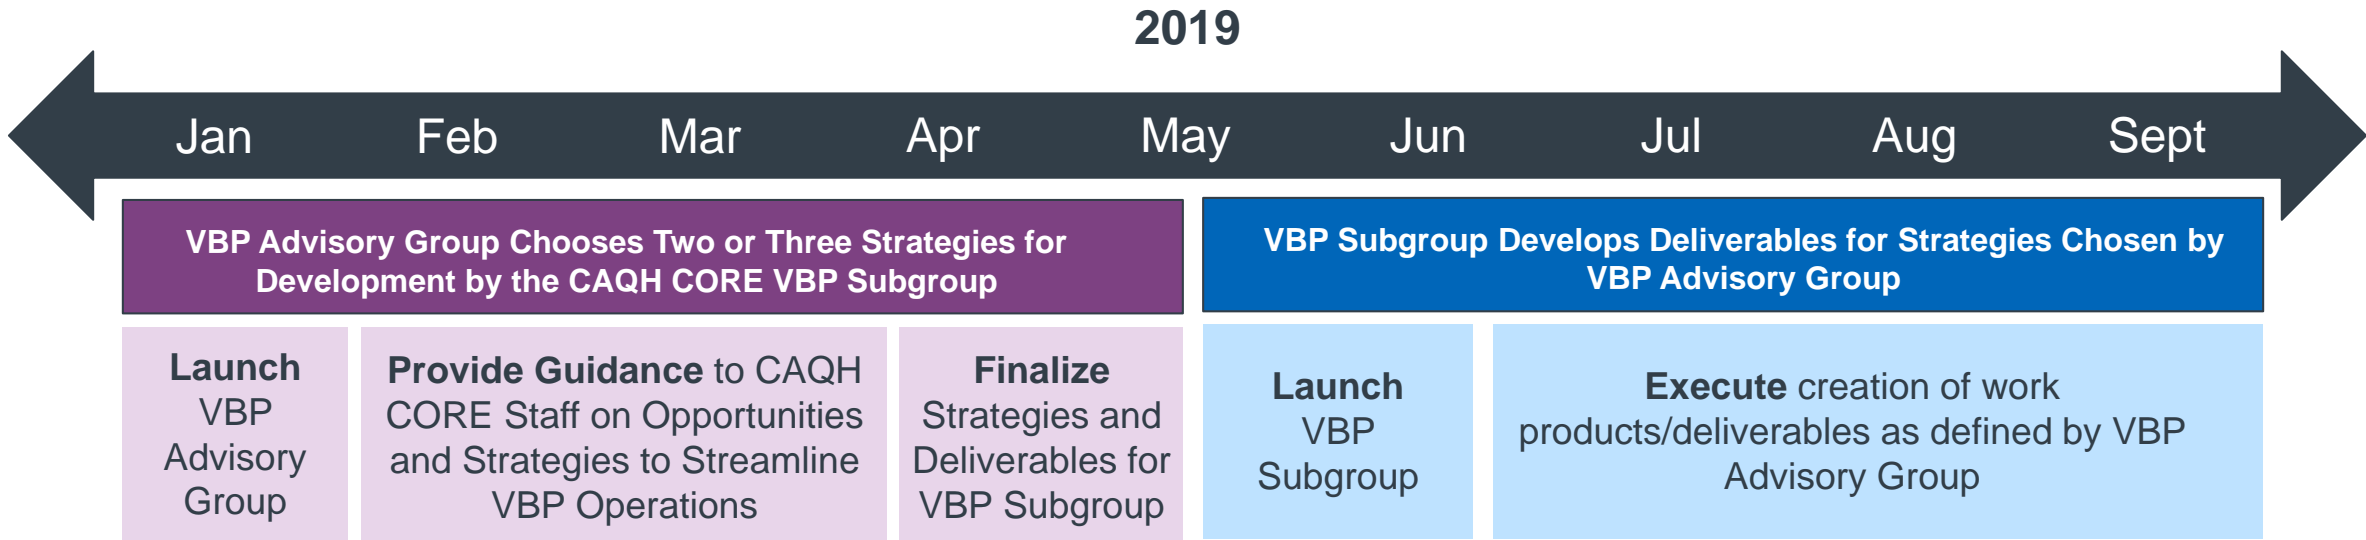 2019
Jan Feb Mar Apr May Jun Jul Aug Sept
VBP Advisory Group Chooses Two or Three Strategies for
Development by the CAQH CORE VBP Subgroup
VBP Subgroup Develops Deliverables for Strategies Chosen by
VBP Advisory Group
Launch
VBP
Advisory
Group
Provide Guidance to CAQH
CORE Staff on Opportunities
and Strategies to Streamline
VBP Operations
Finalize
Strategies and
Deliverables for
VBP Subgroup
Launch
VBP
Subgroup
Execute creation of work
products/deliverables as defined by VBP
Advisory Group